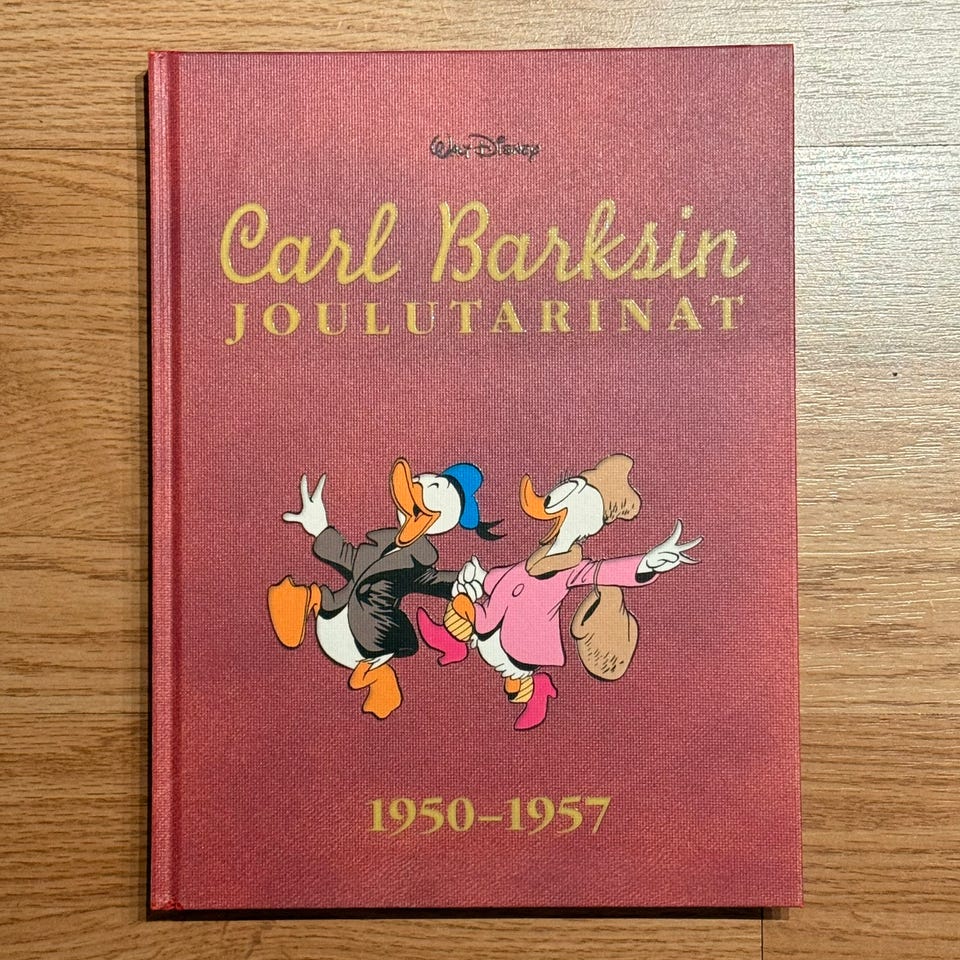 Walt Disney
Carl Barksin
JOULUTARINAT
1950–1957